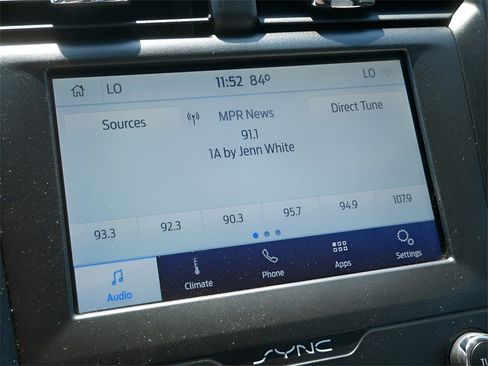 LO 11:52 84° LO
Sources MPR News Direct Tune
91.1
1A by Jenn White
93.3 92.3 90.3 95.7 94.9 107.9
Audio Climate Phone Apps Settings
SYNC
TU